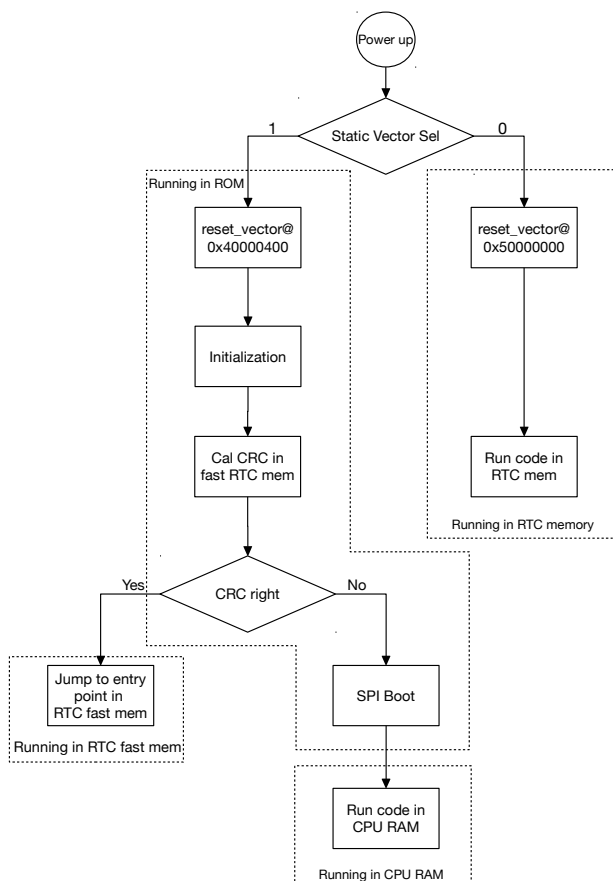 Power up
Static Vector Sel
1
0
Running in ROM
reset_vector@
0x40000400
reset_vector@
0x50000000
Initialization
Cal CRC in
fast RTC mem
Run code in
RTC mem
Running in RTC memory
Yes
CRC right
No
Jump to entry
point in
RTC fast mem
Running in RTC fast mem
SPI Boot
Run code in
CPU RAM
Running in CPU RAM